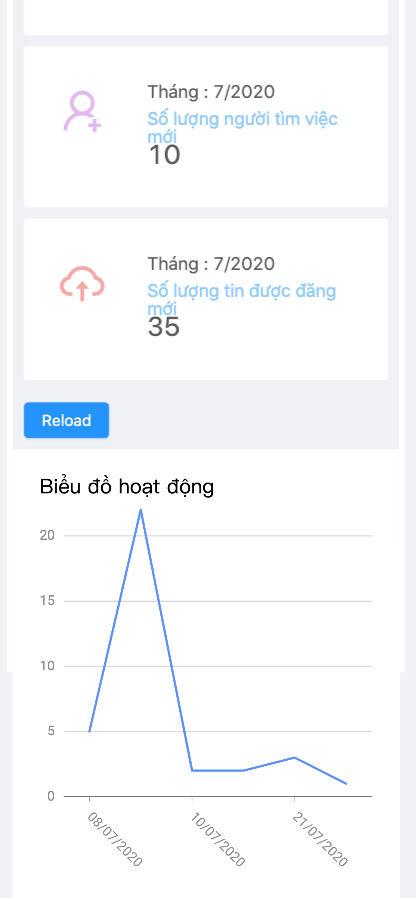 Tháng : 7/2020
Số lượng người tìm việc
mới
10
Tháng : 7/2020
Số lượng tin được đăng
mới
35
Reload
Biểu đồ hoạt động
20
15
10
5
0
08/07/2020
10/07/2020
21/07/2020